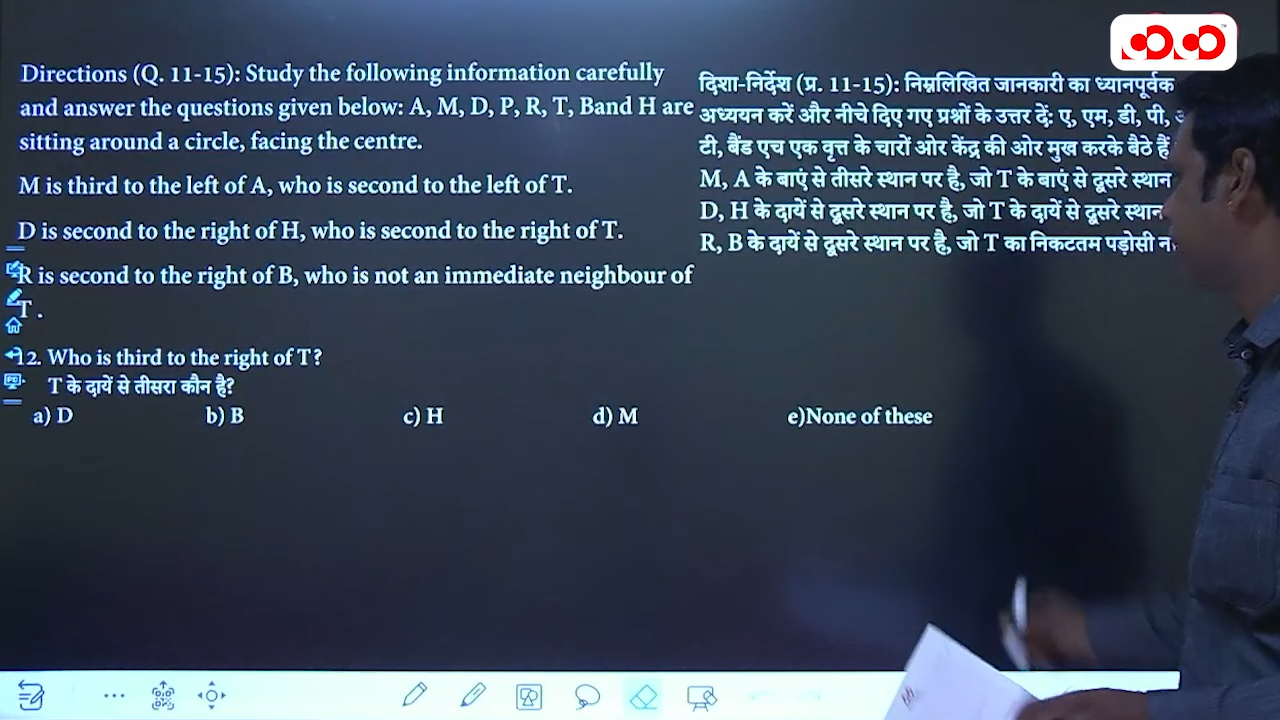 Directions (Q. 11-15): Study the following information carefully
and answer the questions given below: A, M, D, P, R, T, Band H are
sitting around a circle, facing the centre.
M is third to the left of A, who is second to the left of T.
D is second to the right of H, who is second to the right of T.
R is second to the right of B, who is not an immediate neighbour of
T .
दिशा-निर्देश (प्र. 11-15): निम्नलिखित जानकारी का ध्यानपूर्वक
अध्ययन करें और नीचे दिए गए प्रश्नों के उत्तर दें: ए, एम, डी, पी,
टी, बैंड एच एक वृत्त के चारों ओर केंद्र की ओर मुख करके बैठे हैं
M, A के बाएं से तीसरे स्थान पर है, जो T के बाएं से दूसरे स्थान
D, H के दायें से दूसरे स्थान पर है, जो T के दायें से दूसरे स्थान
R, B के दायें से दूसरे स्थान पर है, जो T का निकटतम पड़ोसी
12. Who is third to the right of T?
T के दायें से तीसरा कौन है?
a) D b) B c) H d) M e)None of these